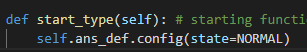 def start_type(self): # starting functi
    self.ans_def.config(state=NORMAL)